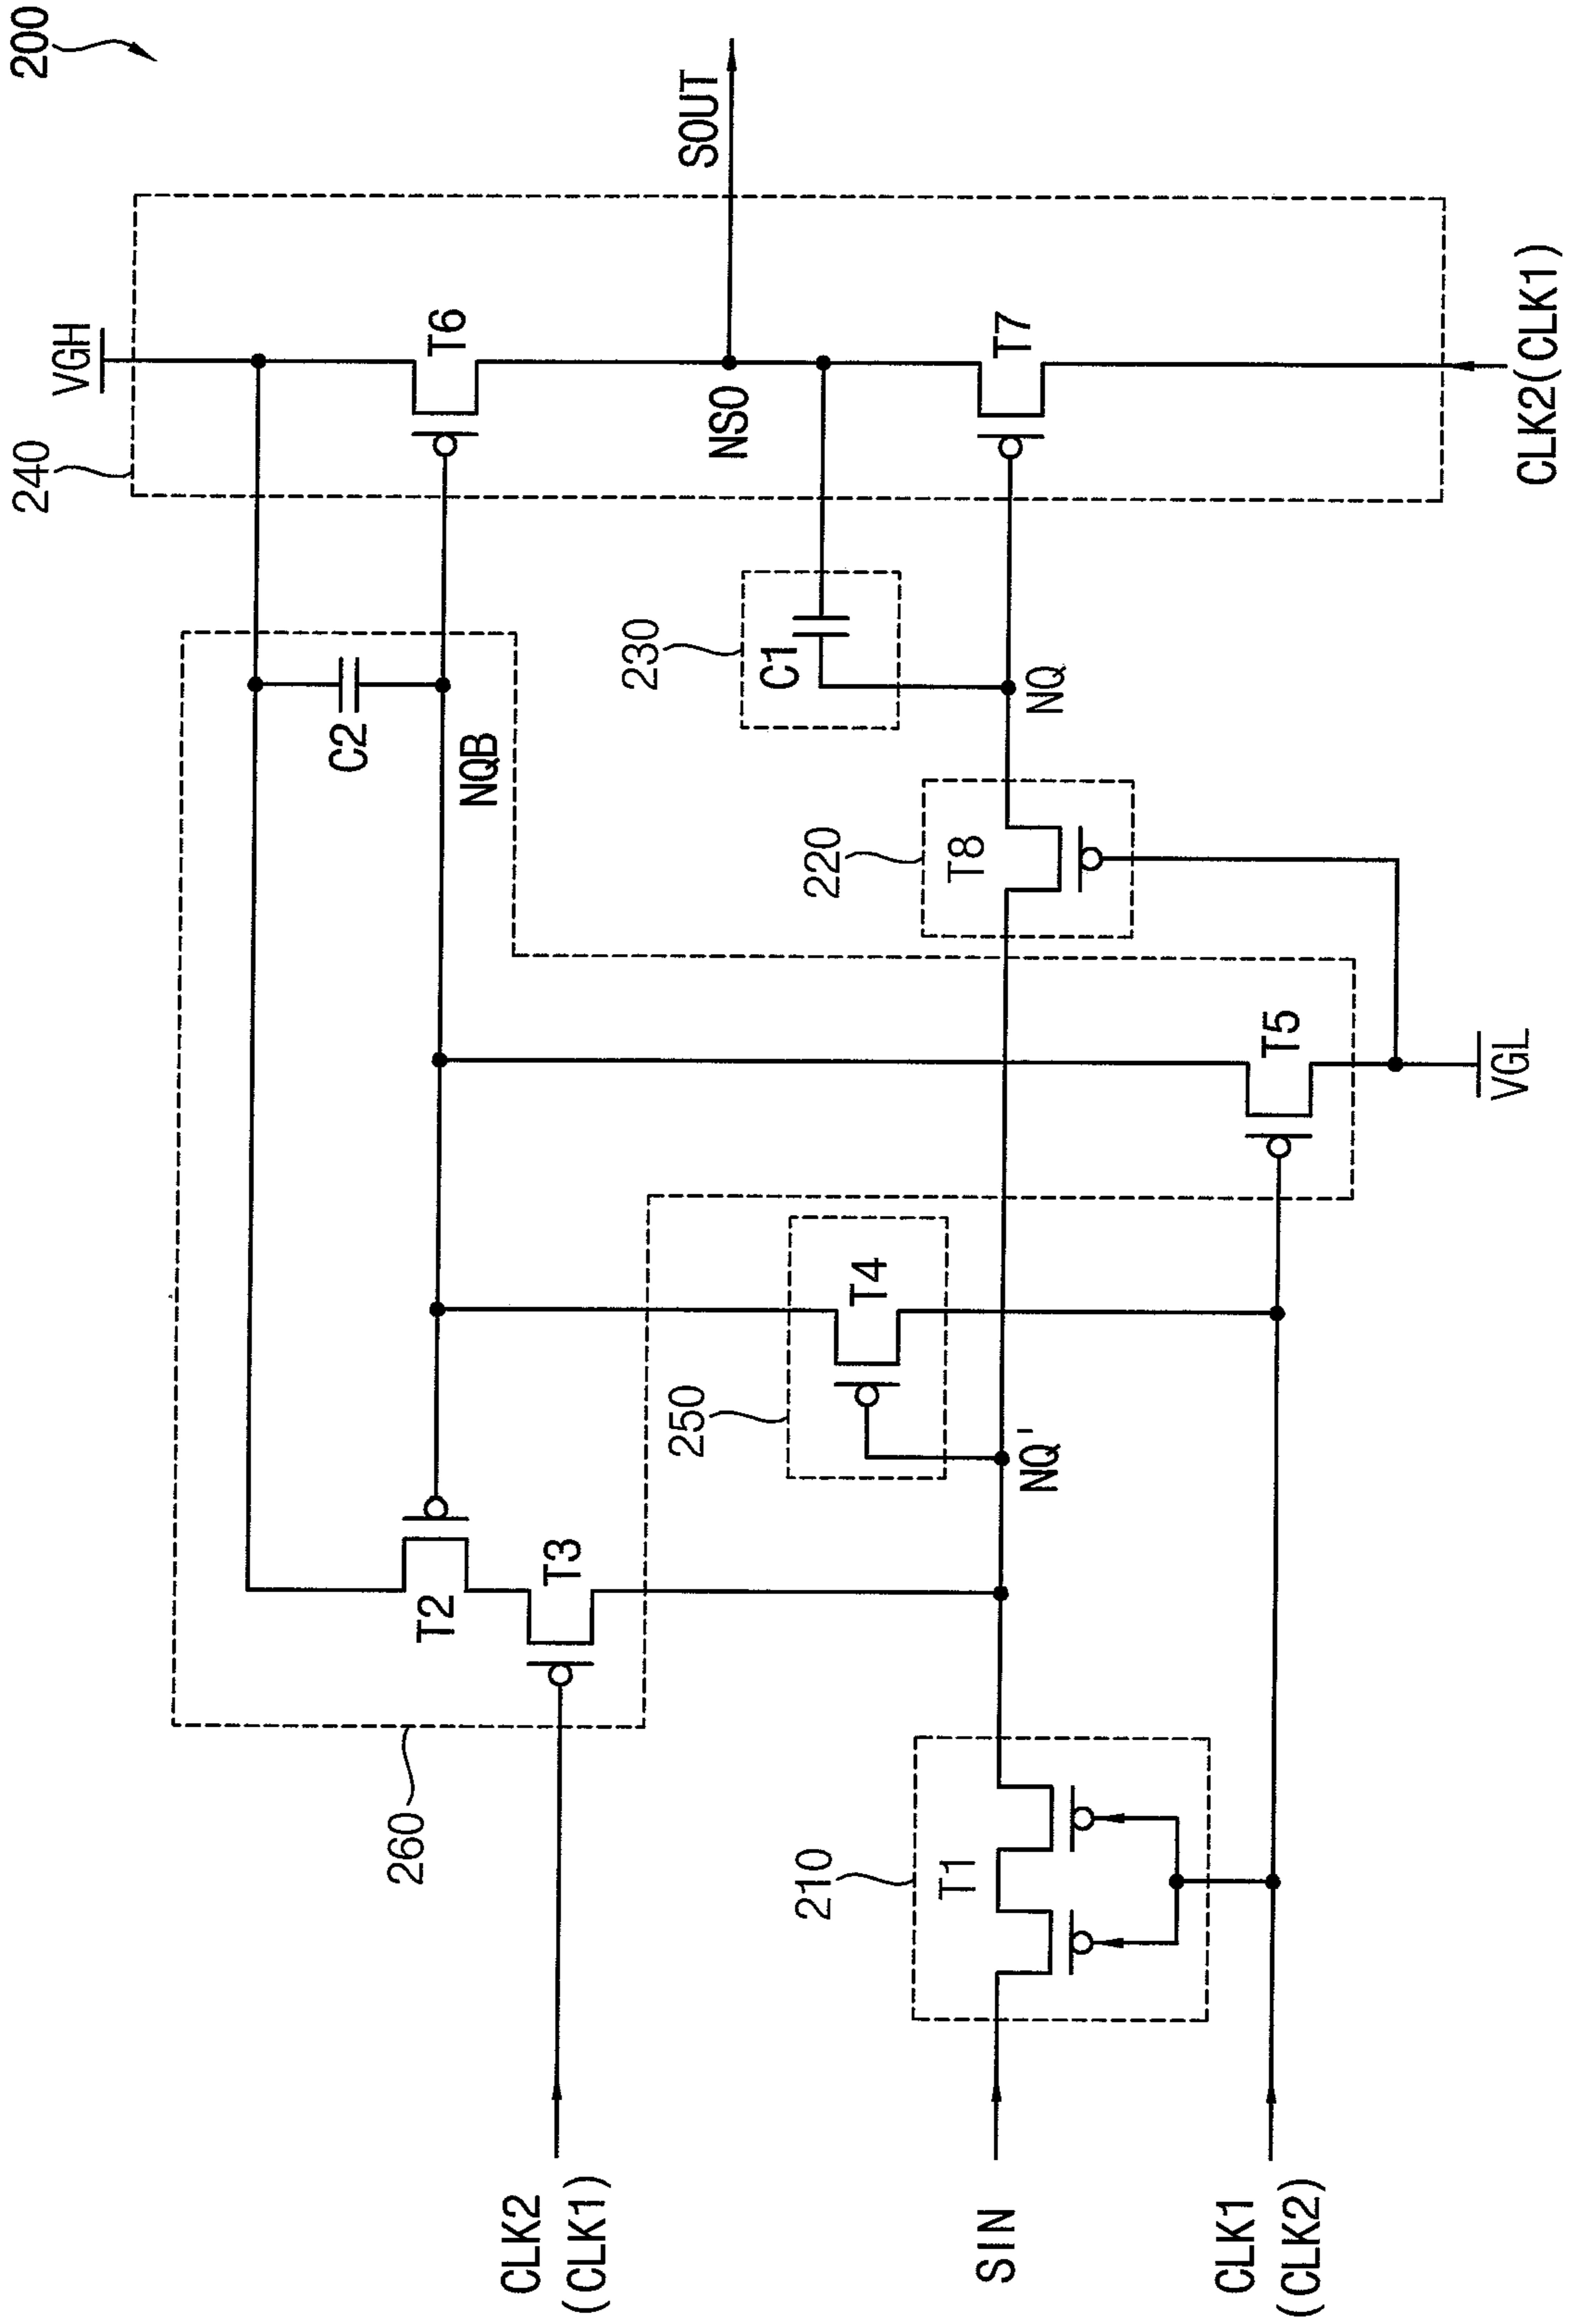 200
240
VGH
T6
SOUT
NSO
T7
CLK2(CLK1)
260
C2
NQB
230
C1
NQ
220
T8
T5
VGL
250
T4
NQ'
T2
T3
210
T1
CLK2
(CLK1)
SIN
CLK1
(CLK2)